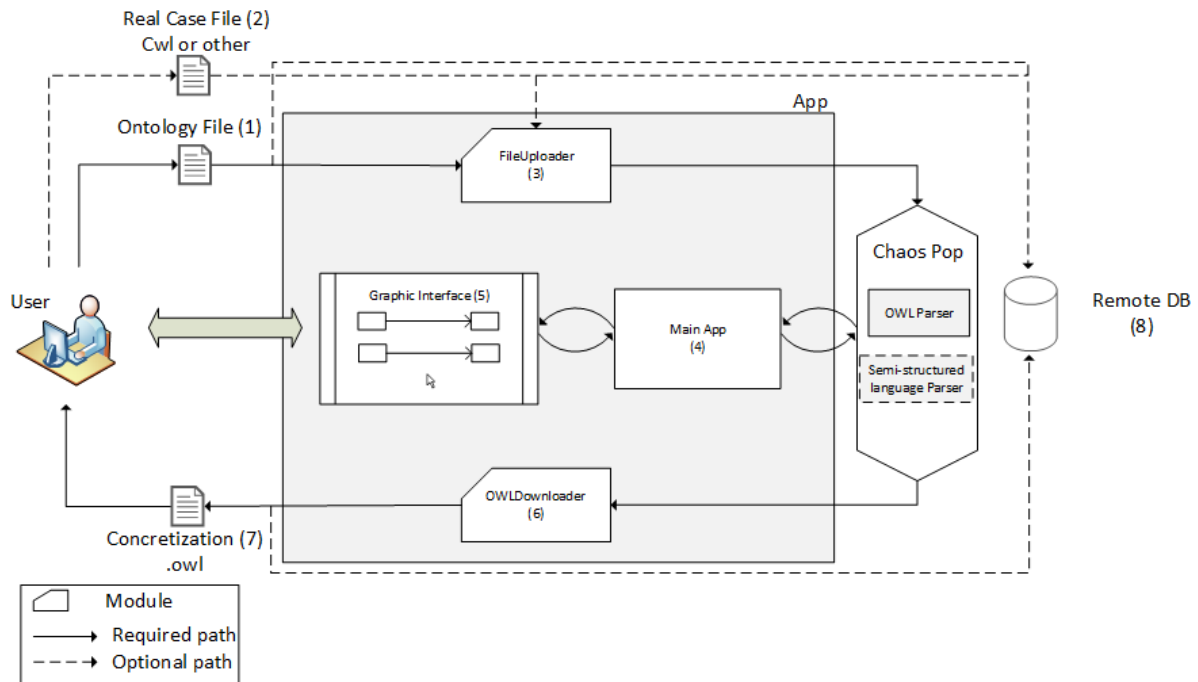 Real Case File (2)
Cwl or other
App
Ontology File (1)
FileUploader
(3)
Chaos Pop
User
Graphic Interface (5)
OWL Parser
Remote DB
(8)
Main App
(4)
Semi-structured
language Parser
OWLDownloader
(6)
Concretization (7)
.owl
Module
Required path
Optional path